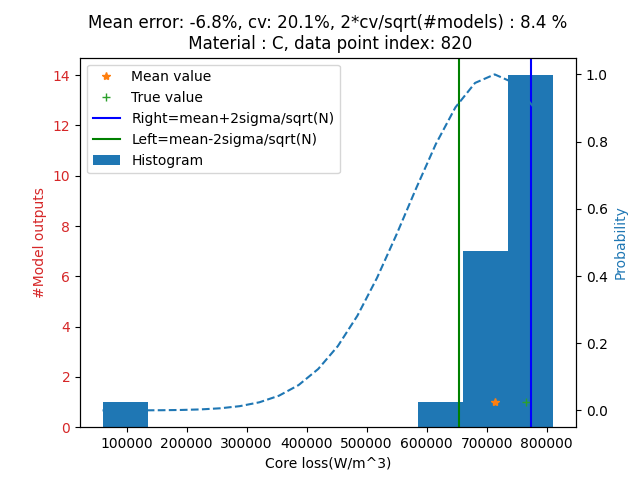 Mean error: -6.8%, cv: 20.1%, 2*cv/sqrt(#models) : 8.4 %
Material : C, data point index: 820
Mean value
True value
Right=mean+2sigma/sqrt(N)
Left=mean-2sigma/sqrt(N)
Histogram
14
12
10
8
6
4
2
0
#Model outputs
1.0
0.8
0.6
0.4
0.2
0.0
Probability
100000 200000 300000 400000 500000 600000 700000 800000
Core loss(W/m^3)